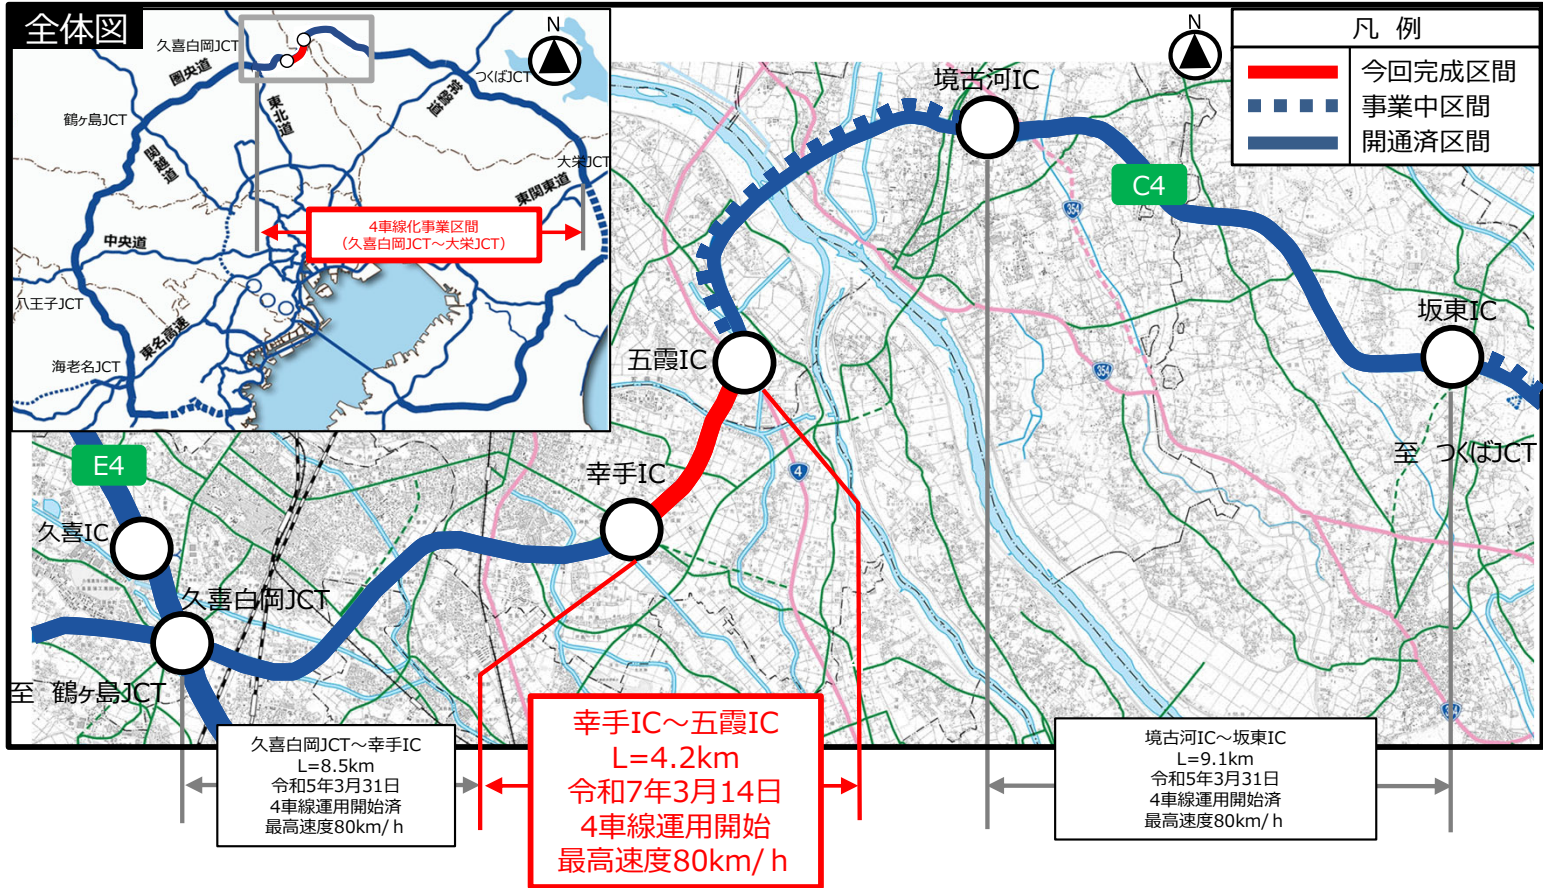 全体図
久喜白岡JCT
N
圏央道
つくばJCT
常磐道
東北道
鶴ヶ島JCT
関越道
大栄JCT
東関東道
4車線化事業区間
(久喜白岡JCT～大栄JCT)
中央道
八王子JCT
東名高速
海老名JCT
N
凡 例
今回完成区間
事業中区間
開通済区間
境古河IC
C4
354
坂東IC
五霞IC
354
至 つくばJCT
E4
幸手IC
4
久喜IC
久喜白岡JCT
至 鶴ヶ島JCT
久喜白岡JCT～幸手IC
L=8.5km
令和5年3月31日
4車線運用開始済
最高速度80km/h
幸手IC～五霞IC
L=4.2km
令和7年3月14日
4車線運用開始
最高速度80km/h
境古河IC～坂東IC
L=9.1km
令和5年3月31日
4車線運用開始済
最高速度80km/h